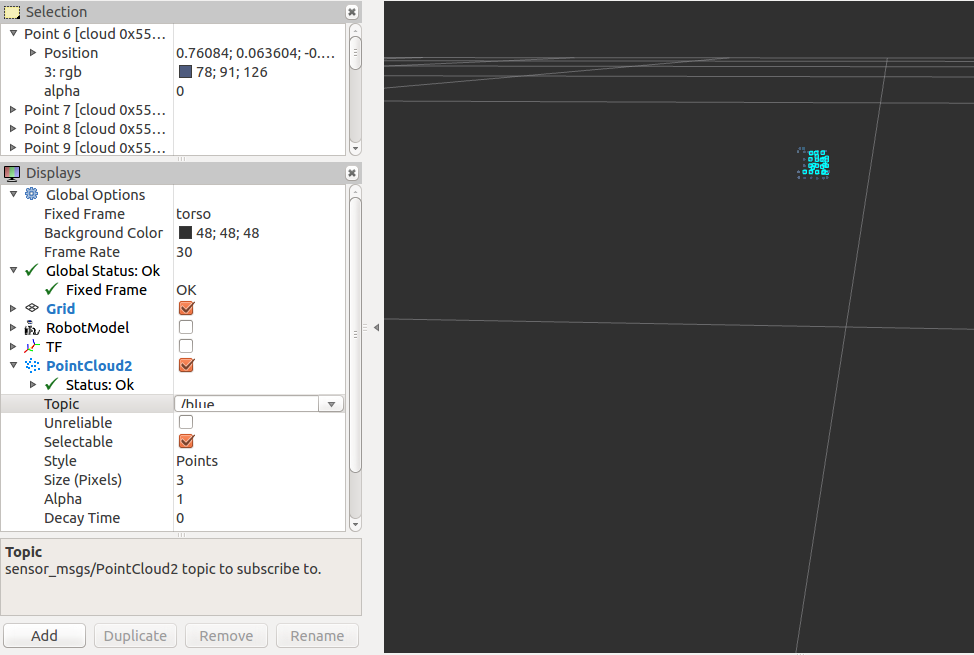 Selection
Point 6 [cloud 0x55...
Position 0.76084; 0.063604; -0....
3: rgb 78; 91; 126
alpha 0
Point 7 [cloud 0x55...
Point 8 [cloud 0x55...
Point 9 [cloud 0x55...
Displays
Global Options
Fixed Frame torso
Background Color 48; 48; 48
Frame Rate 30
Global Status: Ok
Fixed Frame OK
Grid
RobotModel
TF
PointCloud2
Status: Ok
Topic /blue
Unreliable
Selectable
Style Points
Size (Pixels) 3
Alpha 1
Decay Time 0
Topic
sensor_msgs/PointCloud2 topic to subscribe to.
Add Duplicate Remove Rename